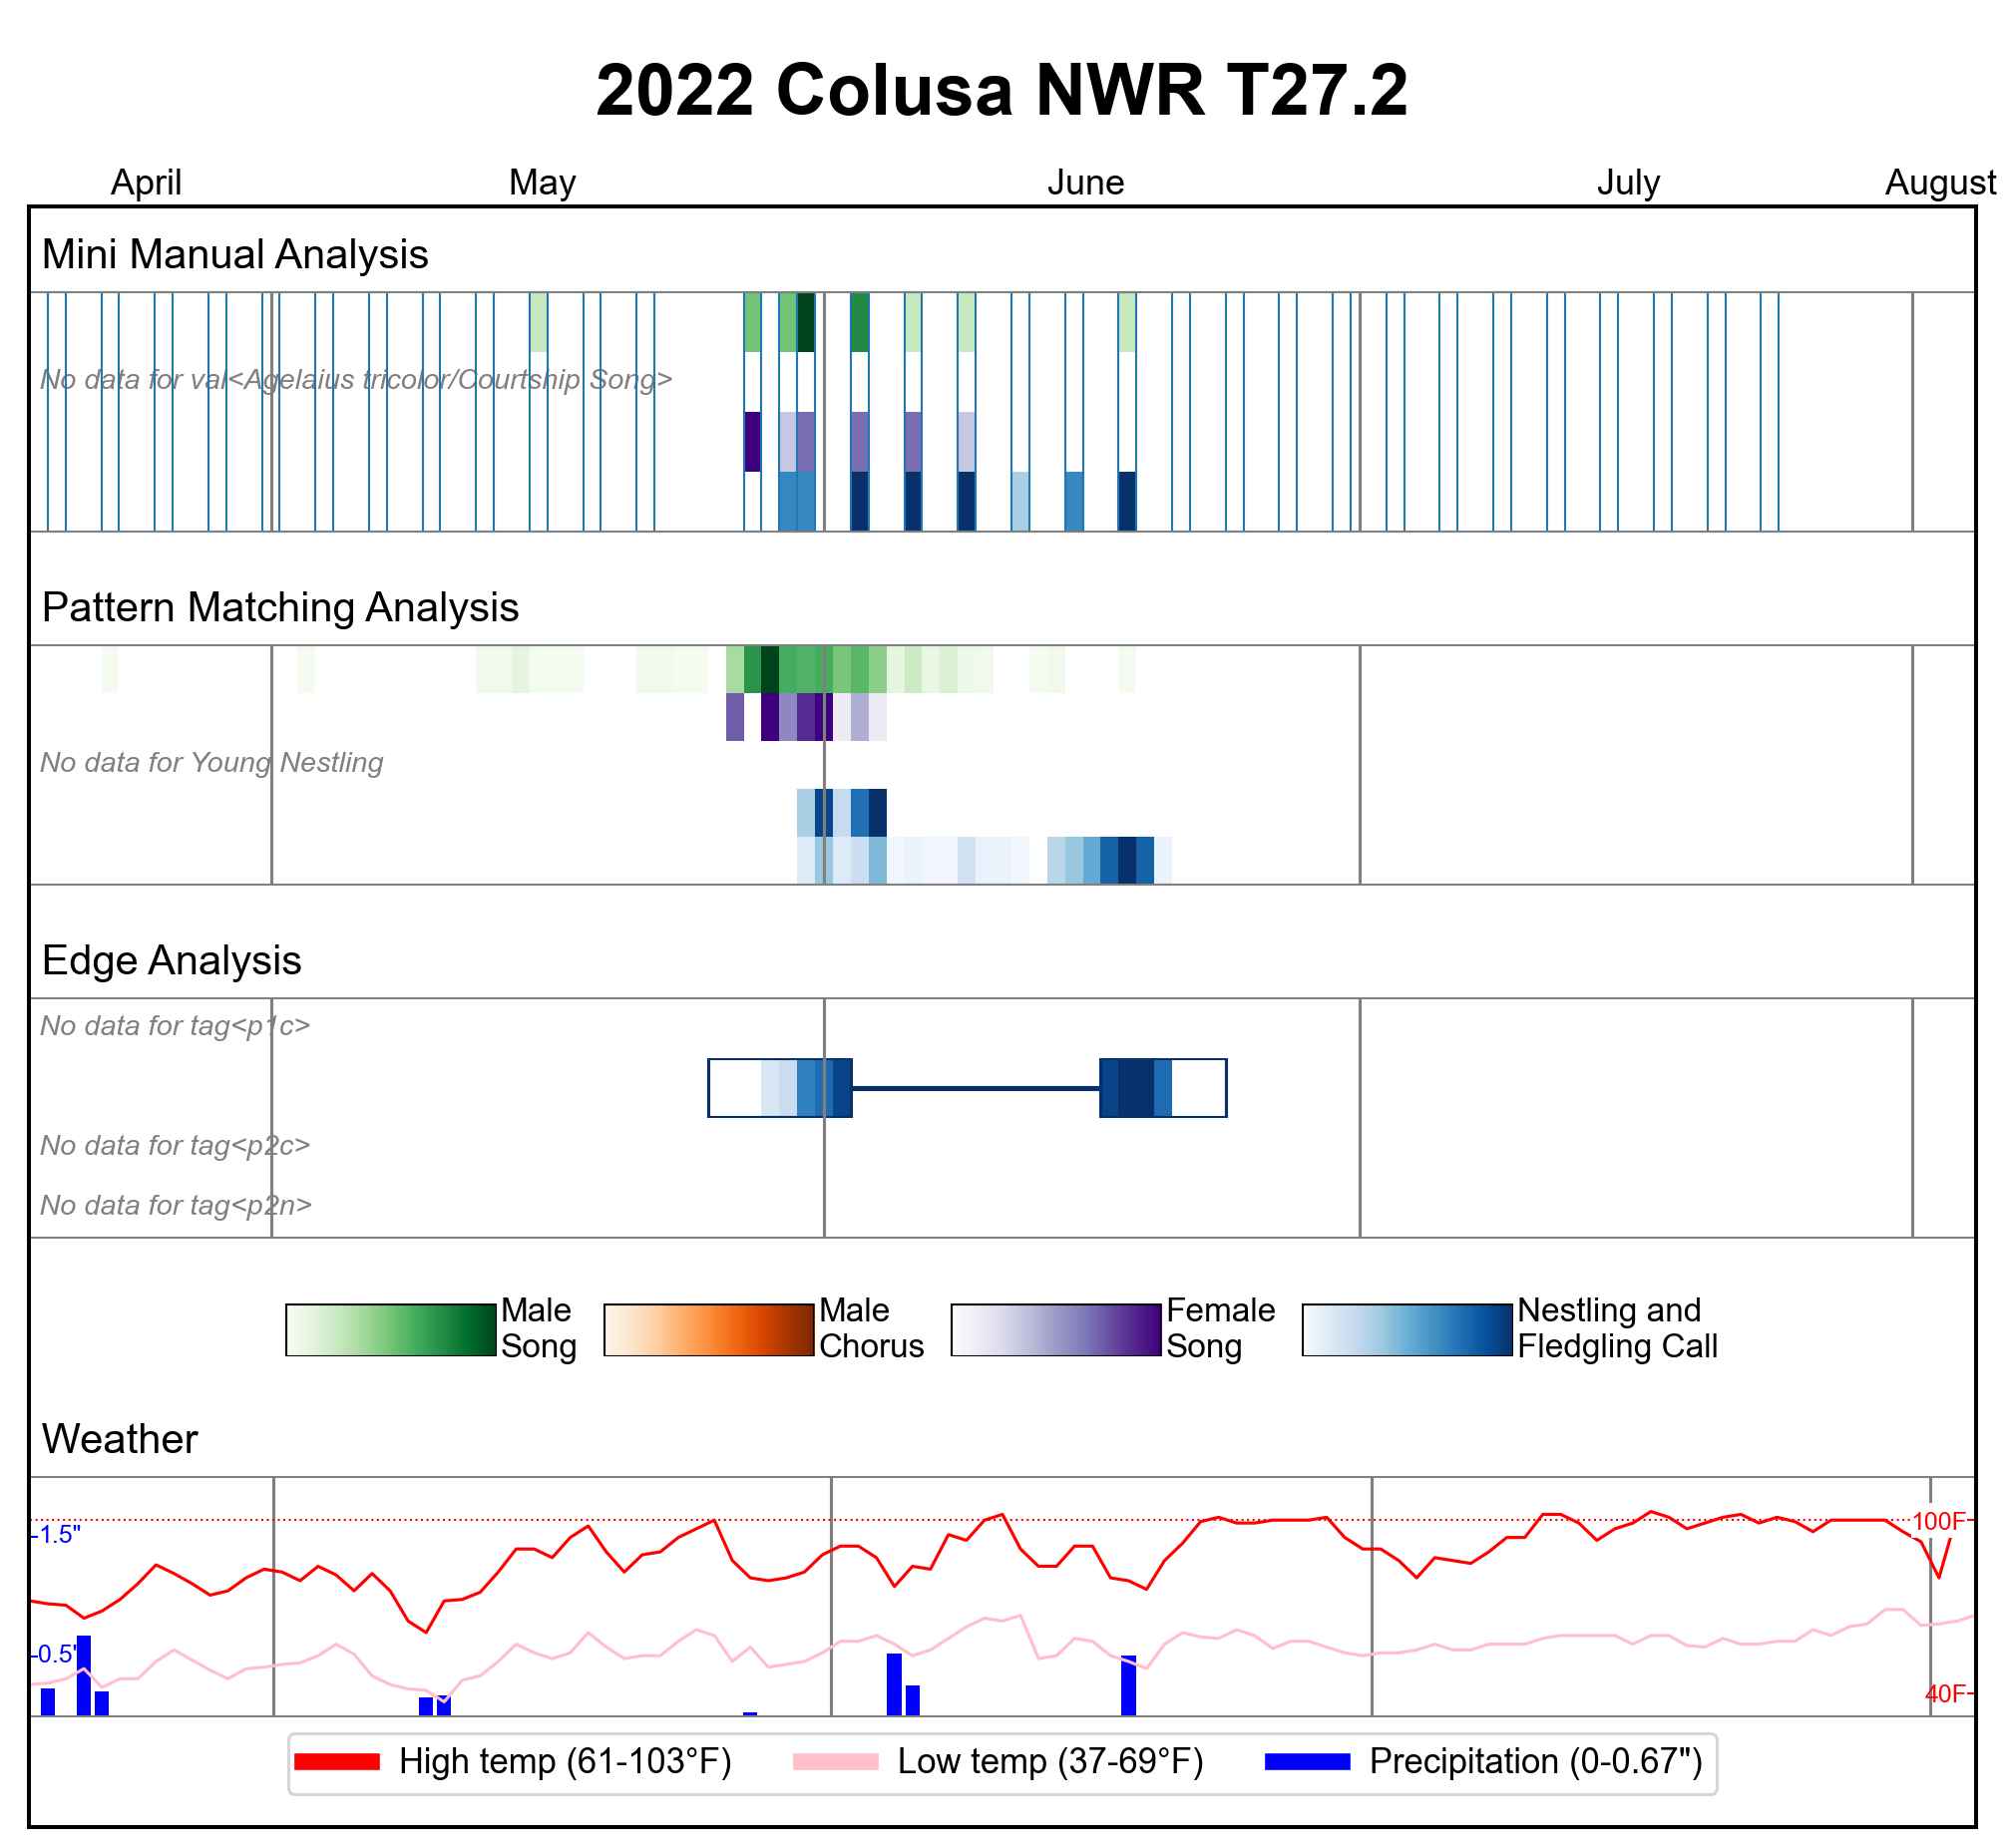 2022 Colusa NWR T27.2
April May June July August
Mini Manual Analysis
No data for val<Agelaius tricolor/Courtship Song>
Pattern Matching Analysis
No data for Young Nestling
Edge Analysis
No data for tag<p1c>
No data for tag<p2c>
No data for tag<p2n>
Male Song
Male Chorus
Female Song
Nestling and Fledgling Call
Weather
1.5"
100F
0.5"
40F
High temp (61-103°F) Low temp (37-69°F) Precipitation (0-0.67")